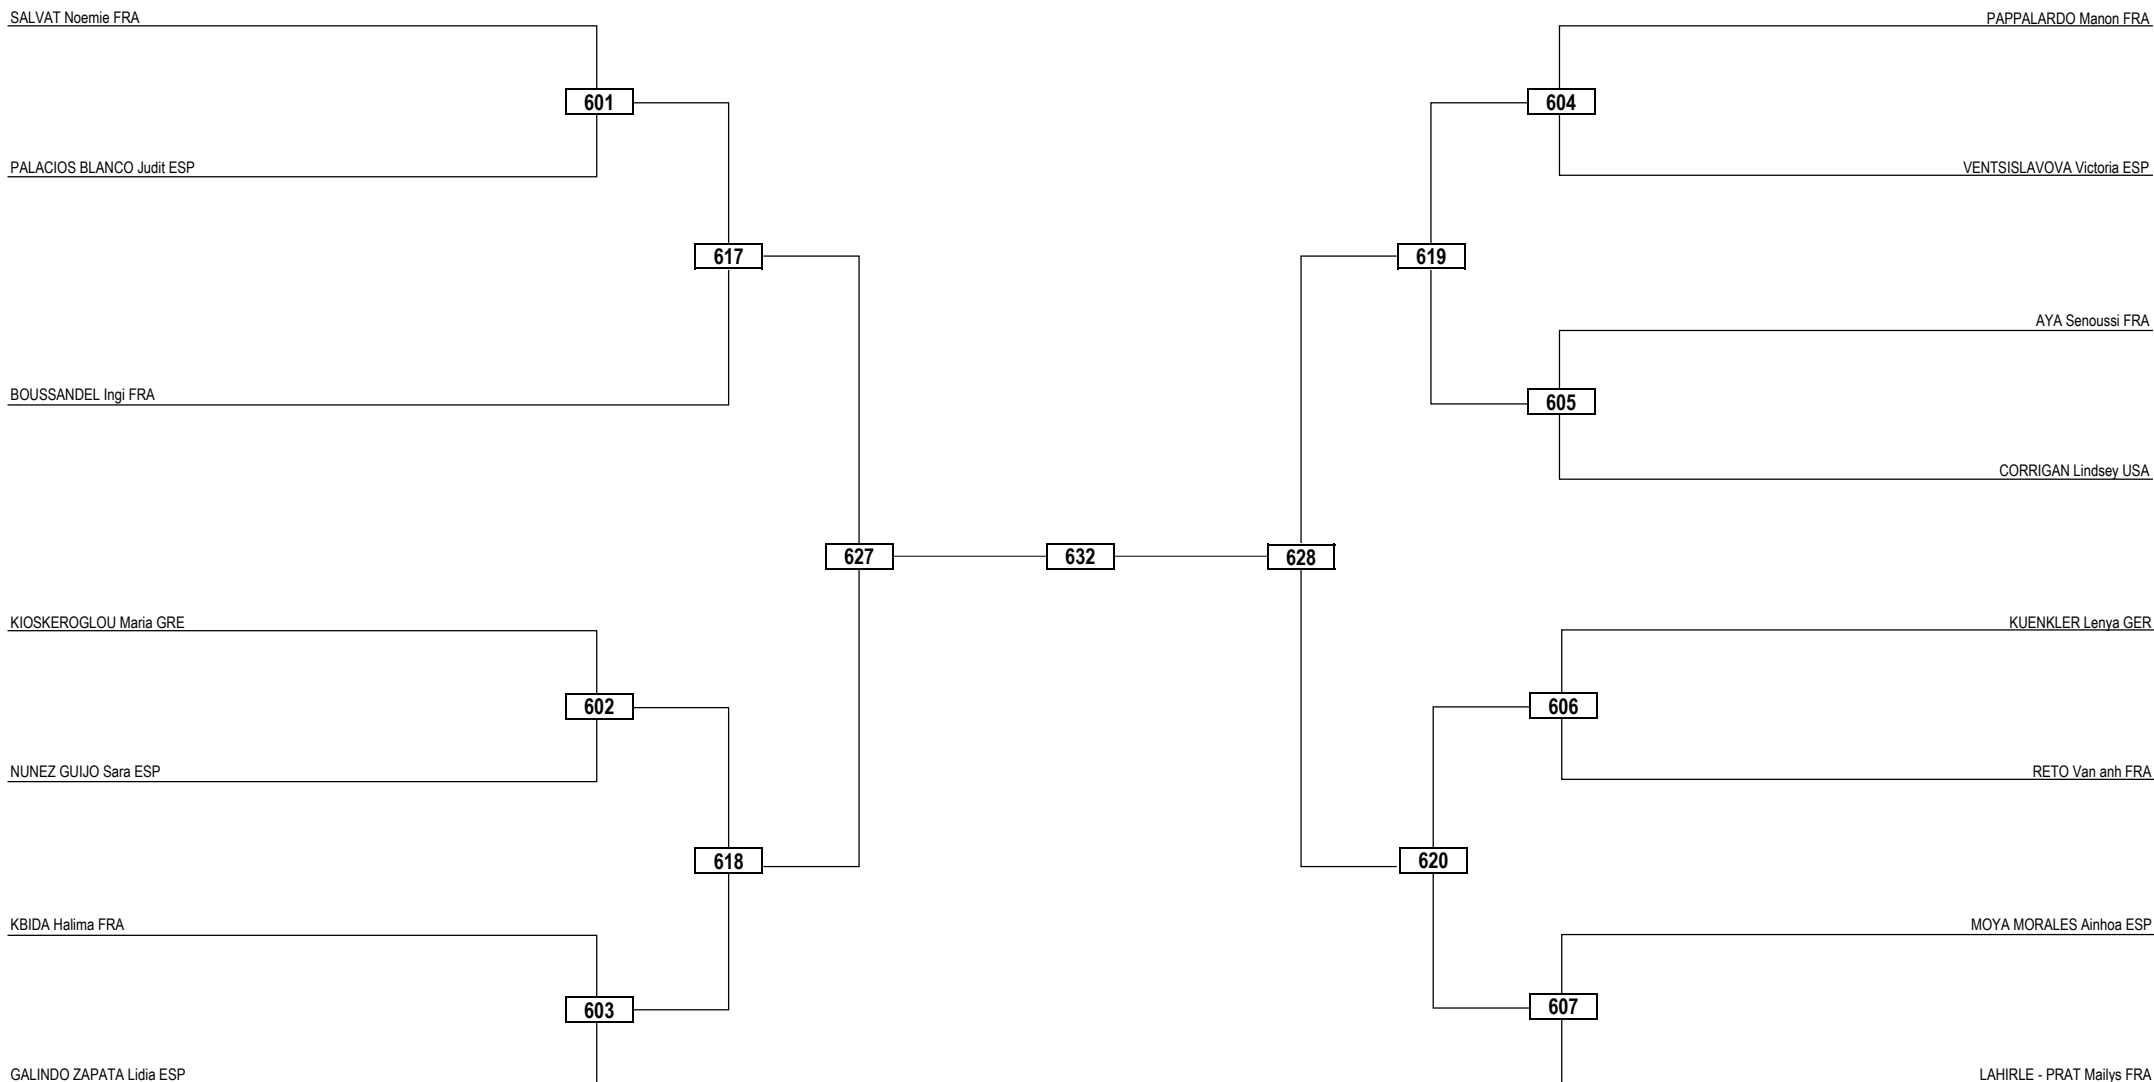 SALVAT Noemie FRA
PAPPALARDO Manon FRA
601
604
PALACIOS BLANCO Judit ESP
VENTSISLAVOVA Victoria ESP
617
619
AYA Senoussi FRA
BOUSSANDEL Ingi FRA
605
CORRIGAN Lindsey USA
627
632
628
KIOSKEROGLOU Maria GRE
KUENKLER Lenya GER
602
606
NUNEZ GUIJO Sara ESP
RETO Van anh FRA
618
620
KBIDA Halima FRA
MOYA MORALES Ainhoa ESP
603
607
GALINDO ZAPATA Lidia ESP
LAHIRLE - PRAT Mailys FRA